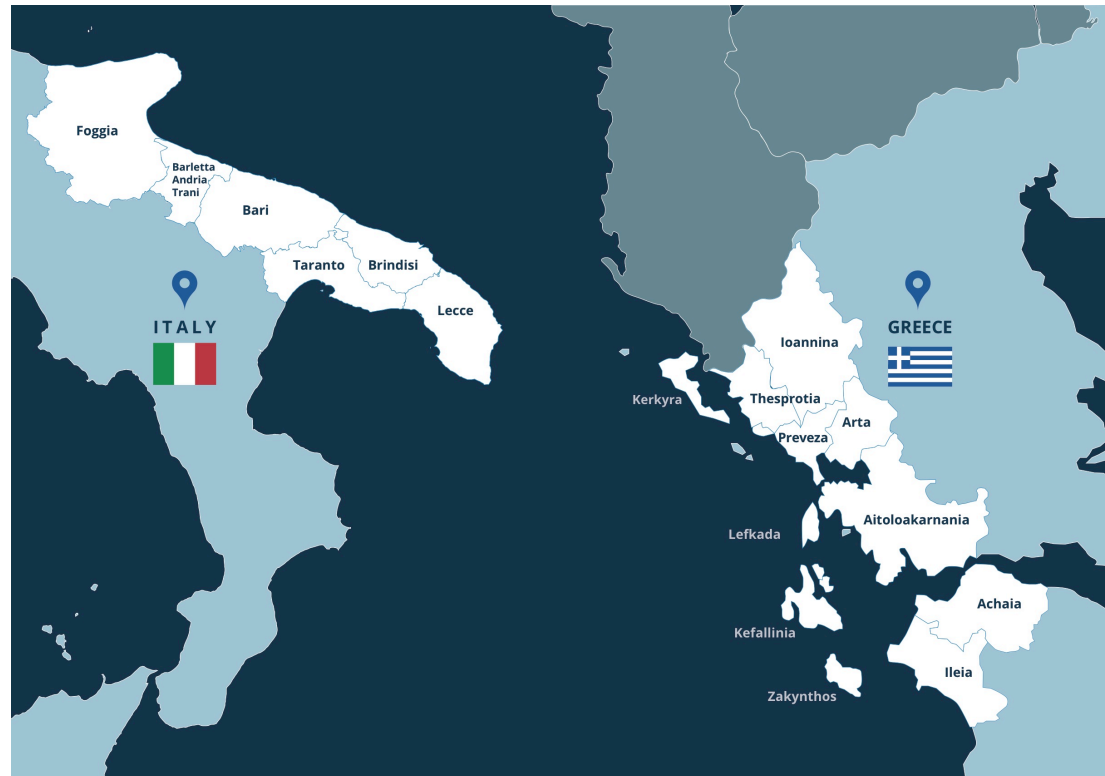 Foggia
Barletta
Andria
Trani
Bari
Taranto
Brindisi
Lecce
ITALY
GREECE
Ioannina
Kerkyra
Thesprotia
Arta
Preveza
Aitoloakarnania
Lefkada
Achaia
Kefallinia
Ileia
Zakynthos